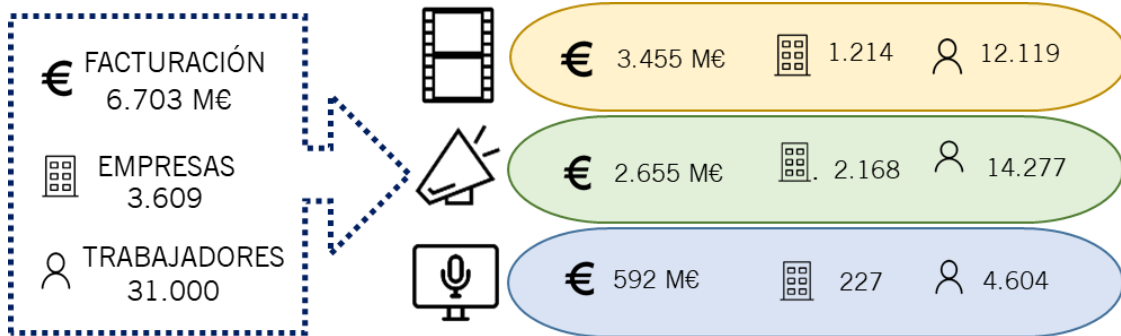 € FACTURACIÓN
6.703 M€
EMPRESAS
3.609
TRABAJADORES
31.000
€ 3.455 M€ 1.214 12.119
€ 2.655 M€ . 2.168 14.277
€ 592 M€ 227 4.604